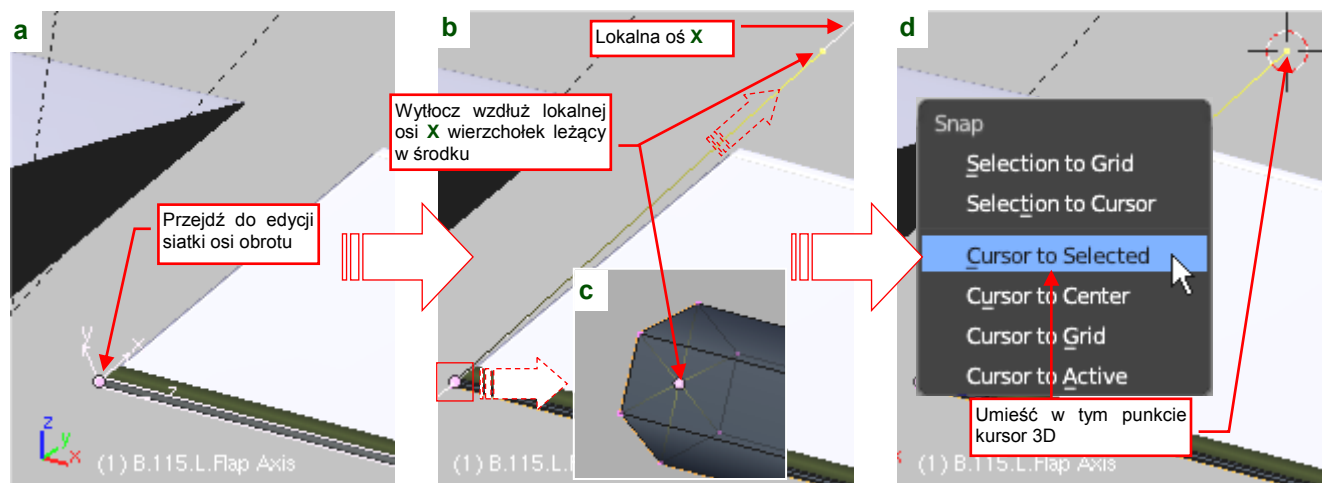 a
Przejdź do edycji
siatki osi obrotu
y
x
z
z
y
x
(1) B.115.L.Flap Axis
b
Lokalna oś X
Wytłocz wzdłuż lokalnej
osi X wierzchołek leżący
w środku
c
(1) B.115.L.F
d
Snap
Selection to Grid
Selection to Cursor
Cursor to Selected
Cursor to Center
Cursor to Grid
Cursor to Active
Umieść w tym punkcie
kursor 3D
(1) B.115.L.Flap Axis